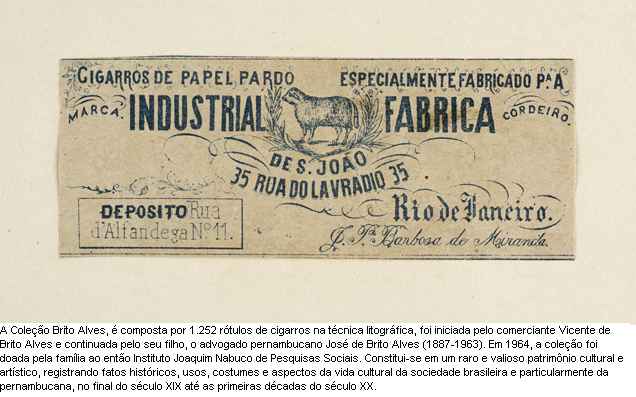 CIGARROS DE PAPEL PARDO ESPECIALMENTE FABRICADO Pª A
MARCA. INDUSTRIAL FABRICA CORDEIRO.
DE S. JOÃO
35 RUA DO LAVRADIO 35
Rio de Janeiro.
DEPOSITO Rua
d'Alfandega Nº 11.
J. P. Barbosa de Miranda.
A Coleção Brito Alves, é composta por 1.252 rótulos de cigarros na técnica litográfica, foi iniciada pelo comerciante Vicente de
Brito Alves e continuada pelo seu filho, o advogado pernambucano José de Brito Alves (1887-1963). Em 1964, a coleção foi
doada pela família ao então Instituto Joaquim Nabuco de Pesquisas Sociais. Constitui-se em um raro e valioso patrimônio cultural e
artístico, registrando fatos históricos, usos, costumes e aspectos da vida cultural da sociedade brasileira e particularmente da
pernambucana, no final do século XIX até as primeiras décadas do século XX.